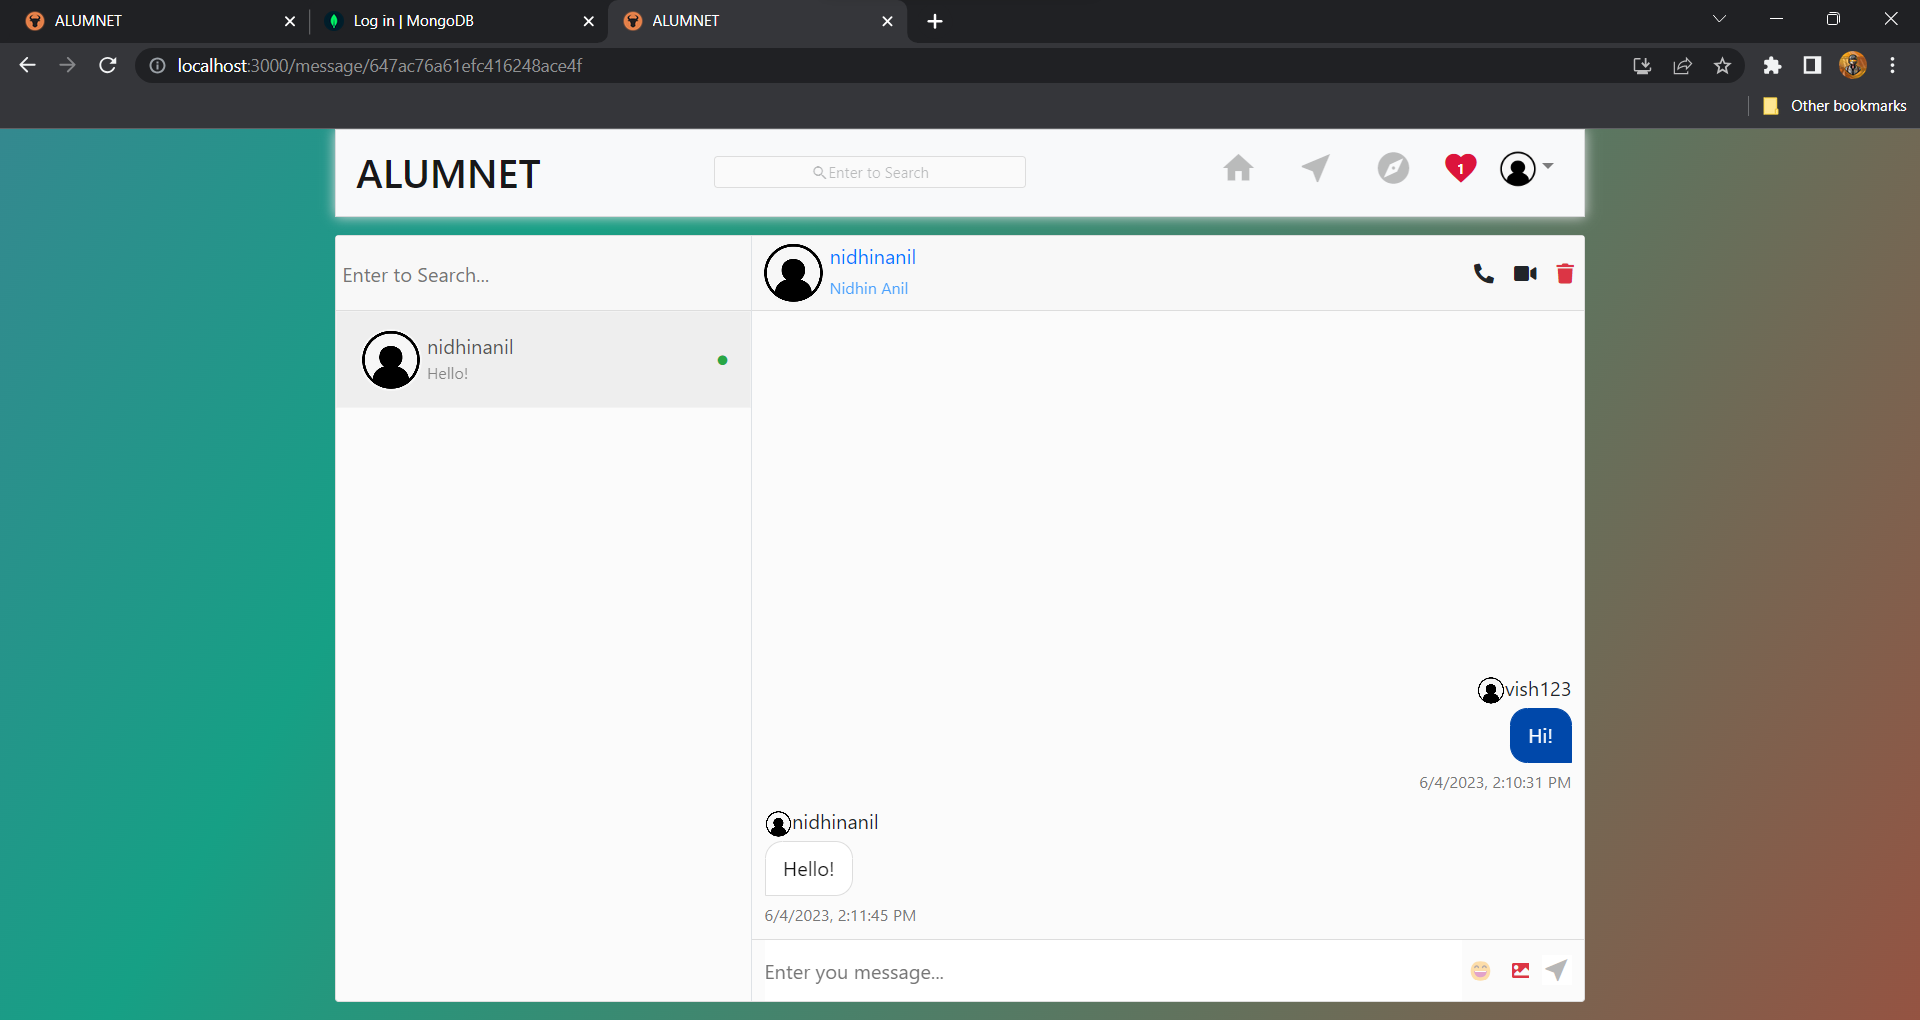 ALUMNET
Log in | MongoDB
ALUMNET
localhost:3000/message/647ac76a61efc416248ace4f
Other bookmarks
ALUMNET
Enter to Search
1
Enter to Search...
nidhinanil
Nidhin Anil
nidhinanil
Hello!
vish123
Hi!
6/4/2023, 2:10:31 PM
nidhinanil
Hello!
6/4/2023, 2:11:45 PM
Enter you message...